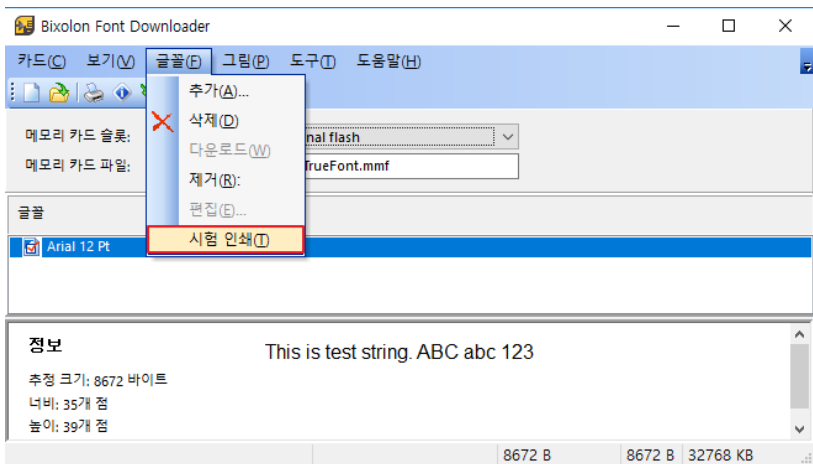 Bixolon Font Downloader
카드(C) 보기(V) 글꼴(F) 그림(P) 도구(T) 도움말(H)
추가(A)...
삭제(D)
다운로드(W)
제거(R):
편집(E)...
시험 인쇄(T)
메모리 카드 슬롯: nal flash
메모리 카드 파일: TrueFont.mmf
글꼴
Arial 12 Pt
정보
This is test string. ABC abc 123
추정 크기: 8672 바이트
너비: 35개 점
높이: 39개 점
8672 B 8672 B 32768 KB